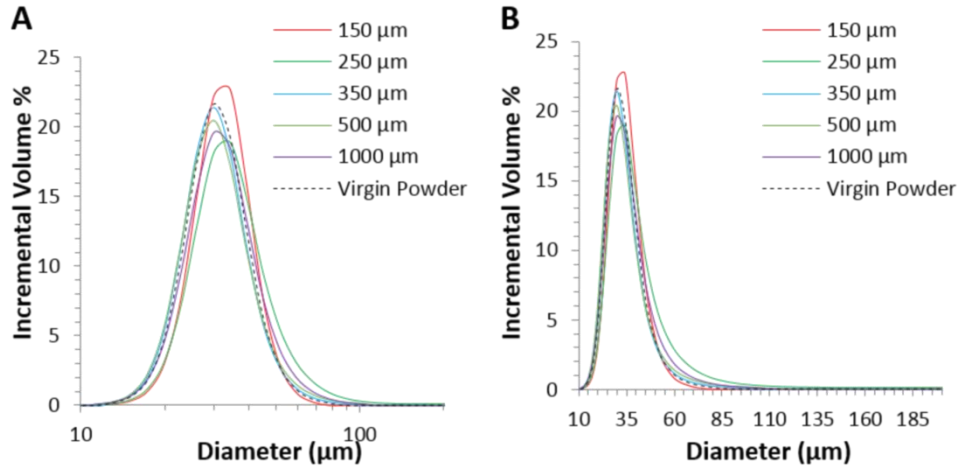 A
150 µm
250 µm
350 µm
500 µm
1000 µm
Virgin Powder
Incremental Volume %
25
20
15
10
5
0
10
100
Diameter (µm)
B
150 µm
250 µm
350 µm
500 µm
1000 µm
Virgin Powder
Incremental Volume %
25
20
15
10
5
0
10 35 60 85 110 135 160 185
Diameter (µm)